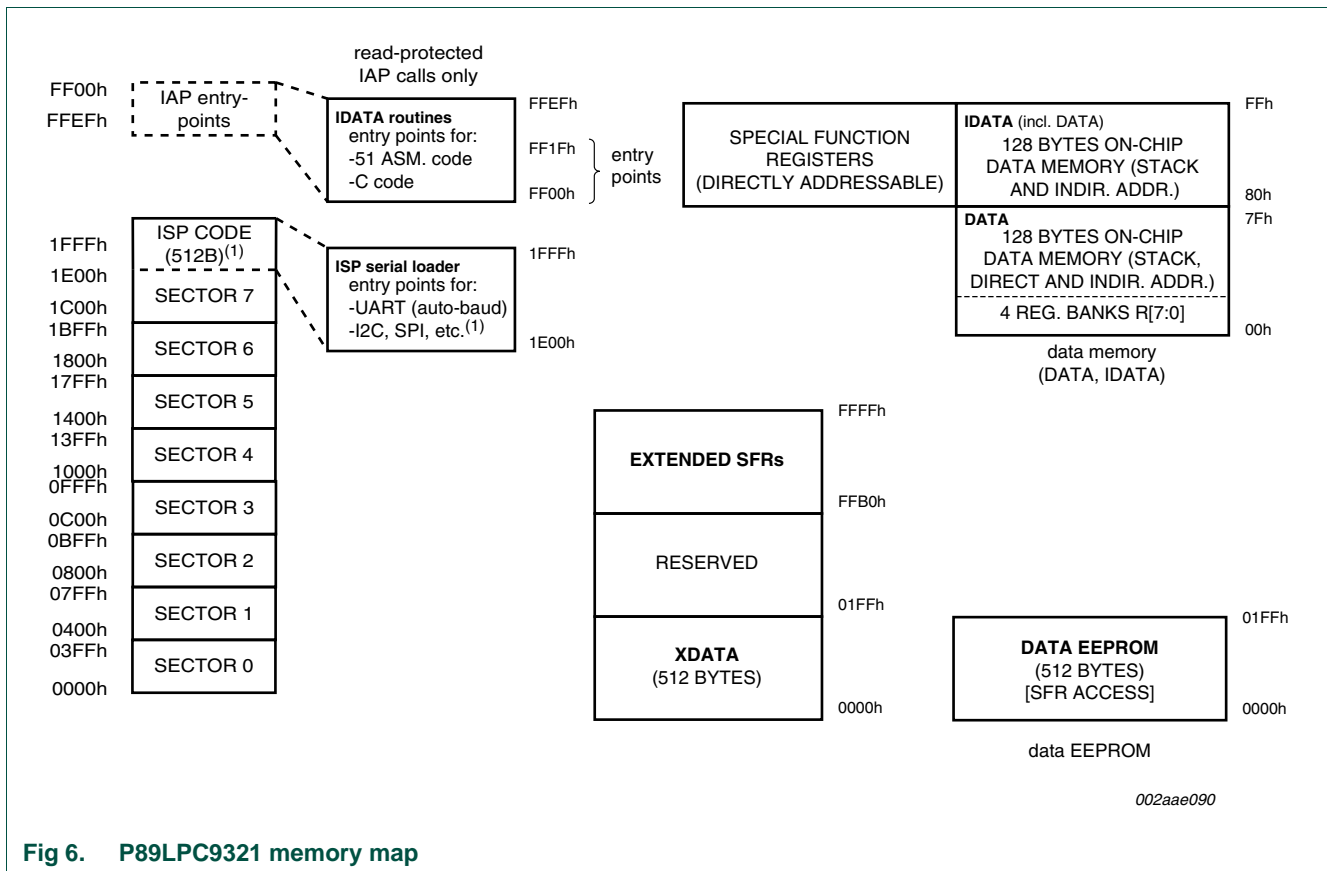 read-protected
IAP calls only
FF00h
FFEFh
IAP entry-
points
IDATA routines
entry points for:
-51 ASM. code
-C code
FFEFh
FF1Fh
FF00h
entry
points
SPECIAL FUNCTION
REGISTERS
(DIRECTLY ADDRESSABLE)
IDATA (incl. DATA)
128 BYTES ON-CHIP
DATA MEMORY (STACK
AND INDIR. ADDR.)
FFh
80h
DATA
128 BYTES ON-CHIP
DATA MEMORY (STACK,
DIRECT AND INDIR. ADDR.)
4 REG. BANKS R[7:0]
7Fh
00h
data memory
(DATA, IDATA)
1FFFh
1E00h
ISP CODE
(512B)(1)
ISP serial loader
entry points for:
-UART (auto-baud)
-I2C, SPI, etc.(1)
1FFFh
1E00h
SECTOR 7
1C00h
1BFFh
SECTOR 6
1800h
17FFh
SECTOR 5
1400h
13FFh
SECTOR 4
1000h
0FFFh
SECTOR 3
0C00h
0BFFh
SECTOR 2
0800h
07FFh
SECTOR 1
0400h
03FFh
SECTOR 0
0000h
EXTENDED SFRs
FFFFh
FFB0h
RESERVED
01FFh
XDATA
(512 BYTES)
0000h
DATA EEPROM
(512 BYTES)
[SFR ACCESS]
01FFh
0000h
data EEPROM
002aae090
Fig 6. P89LPC9321 memory map